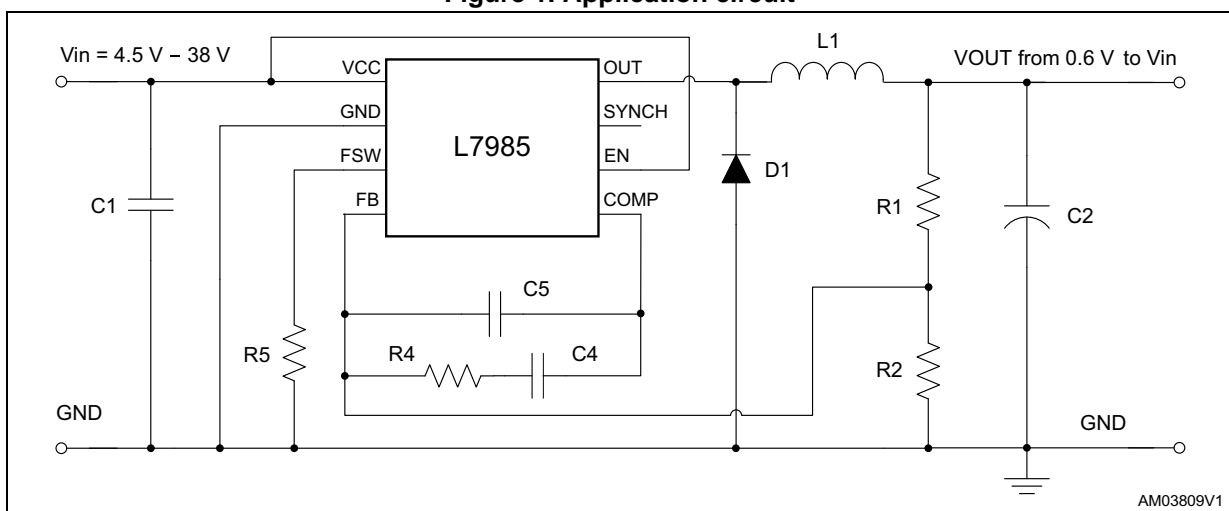 Figure 1. Application circuit
Vin = 4.5 V – 38 V
L1
VOUT from 0.6 V to Vin
VCC
OUT
GND
SYNCH
L7985
FSW
EN
D1
FB
COMP
C1
R1
C2
C5
R5
R4
C4
R2
GND
GND
AM03809V1